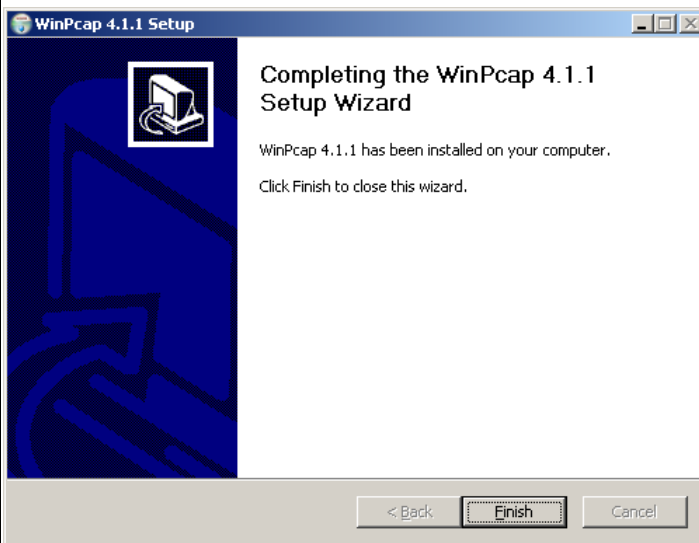 WinPcap 4.1.1 Setup
Completing the WinPcap 4.1.1
Setup Wizard
WinPcap 4.1.1 has been installed on your computer.
Click Finish to close this wizard.
< Back
Finish
Cancel